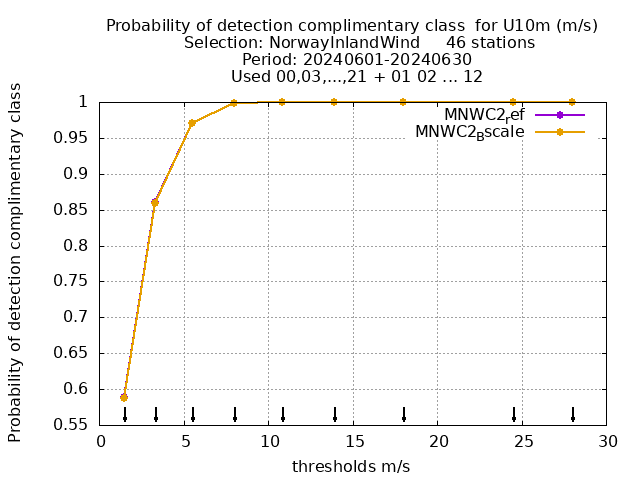 Probability of detection complimentary class  for U10m (m/s)
Selection: NorwayInlandWind     46 stations
Period: 20240601-20240630
Used 00,03,...,21 + 01 02 ... 12
Probability of detection complimentary class
1
0.95
0.9
0.85
0.8
0.75
0.7
0.65
0.6
0.55
MNWC2ref
MNWC2Bscale
0 5 10 15 20 25 30
thresholds m/s